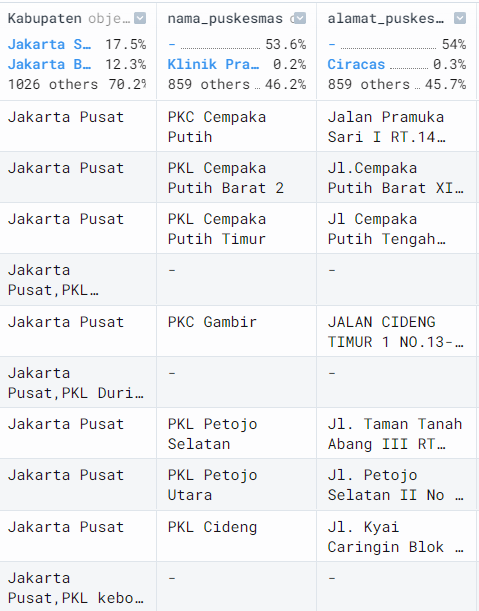 Kabupaten obje… nama_puskesmas alamat_puskes…
Jakarta S… 17.5% - 53.6% - 54%
Jakarta B… 12.3% Klinik Pra… 0.2% Ciracas 0.3%
1026 others 70.2% 859 others 46.2% 859 others 45.7%
Jakarta Pusat PKC Cempaka Jalan Pramuka
Putih Sari I RT.14…
Jakarta Pusat PKL Cempaka Jl.Cempaka
Putih Barat 2 Putih Barat XI…
Jakarta Pusat PKL Cempaka Jl Cempaka
Putih Timur Putih Tengah…
Jakarta - -
Pusat,PKL…
Jakarta Pusat PKC Gambir JALAN CIDENG
TIMUR 1 NO.13-…
Jakarta - -
Pusat,PKL Duri…
Jakarta Pusat PKL Petojo Jl. Taman Tanah
Selatan Abang III RT…
Jakarta Pusat PKL Petojo Jl. Petojo
Utara Selatan II No …
Jakarta Pusat PKL Cideng Jl. Kyai
Caringin Blok …
Jakarta - -
Pusat,PKL kebo…